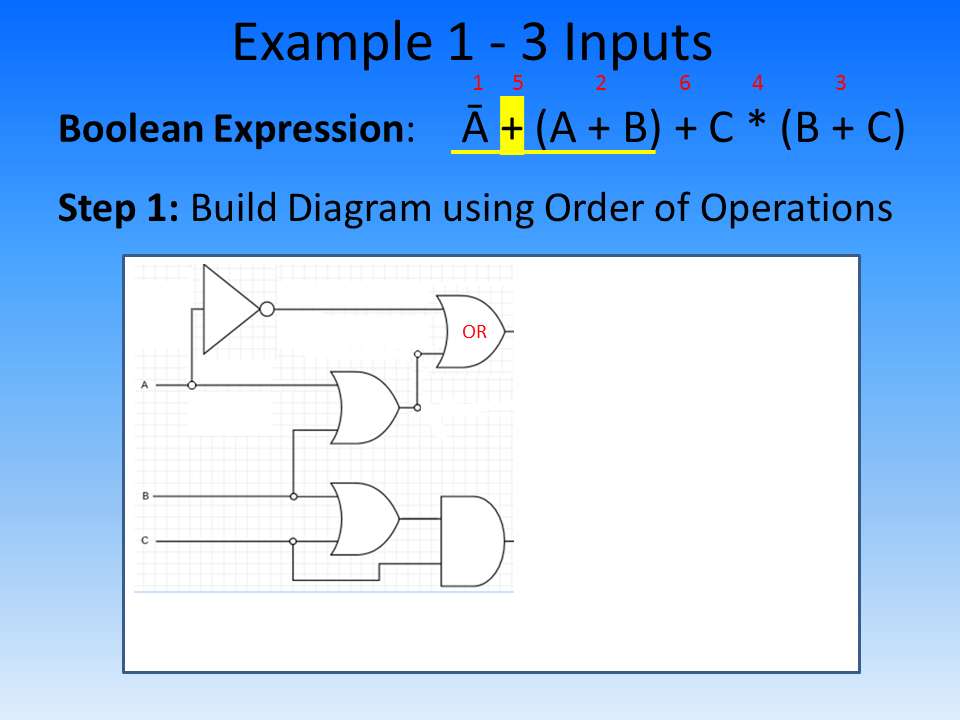 Example 1 - 3 Inputs
1 5 2 6 4 3
Boolean Expression: Ā + (A + B) + C * (B + C)
Step 1: Build Diagram using Order of Operations
OR
A
B
C